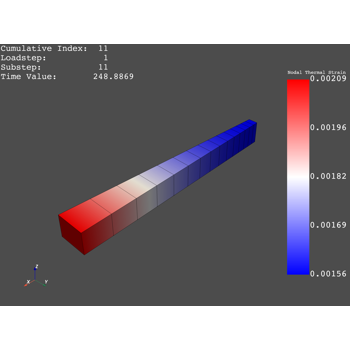 Cumulative Index: 11
Loadstep: 1
Substep: 11
Time Value: 248.8869
Nodal Thermal Strain
0.00209
0.00196
0.00182
0.00169
0.00156
Z
X Y